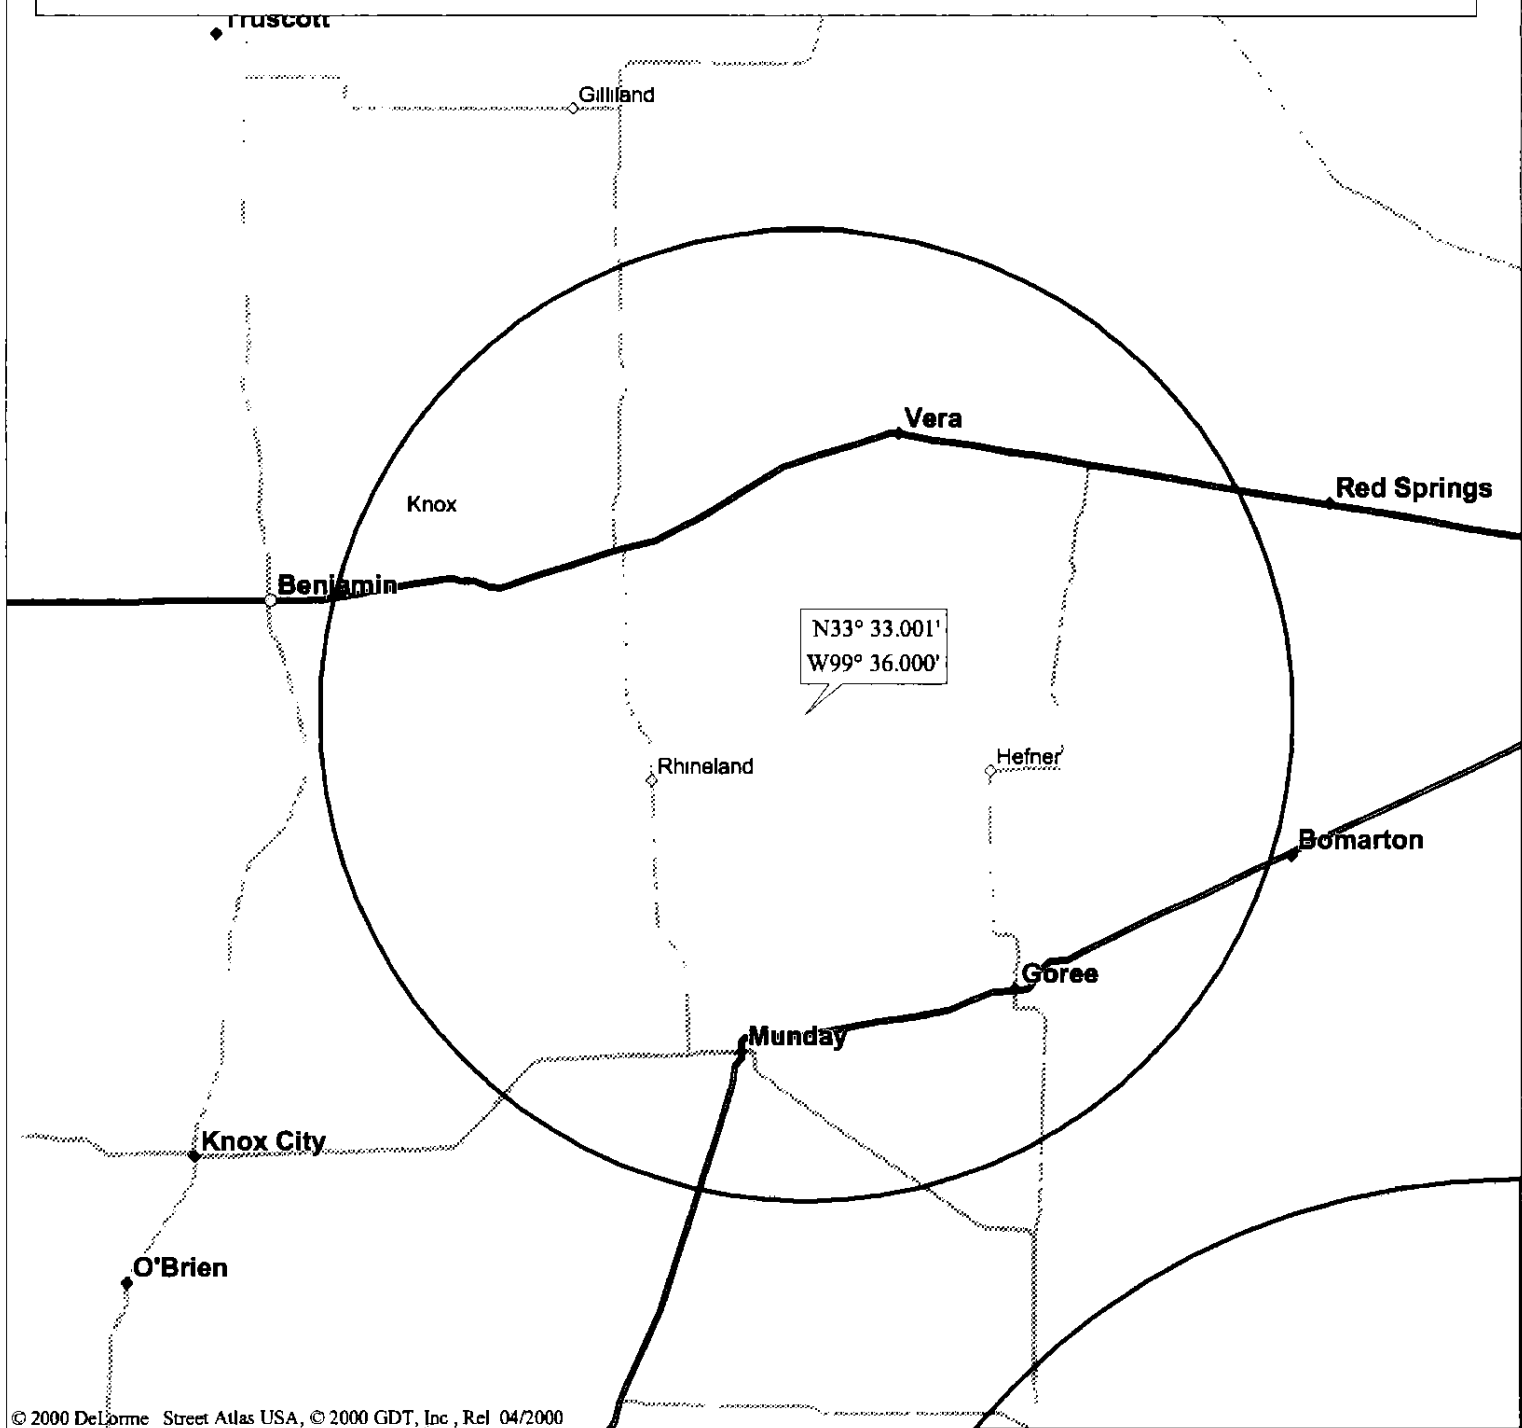 Truscott
Gilliland
Vera
Red Springs
Knox
Benjamin
N33° 33.001'
W99° 36.000'
Rhineland
Hefner
Bomarton
Goree
Munday
Knox City
O'Brien
© 2000 DeLorme Street Atlas USA, © 2000 GDT, Inc , Rel 04/2000